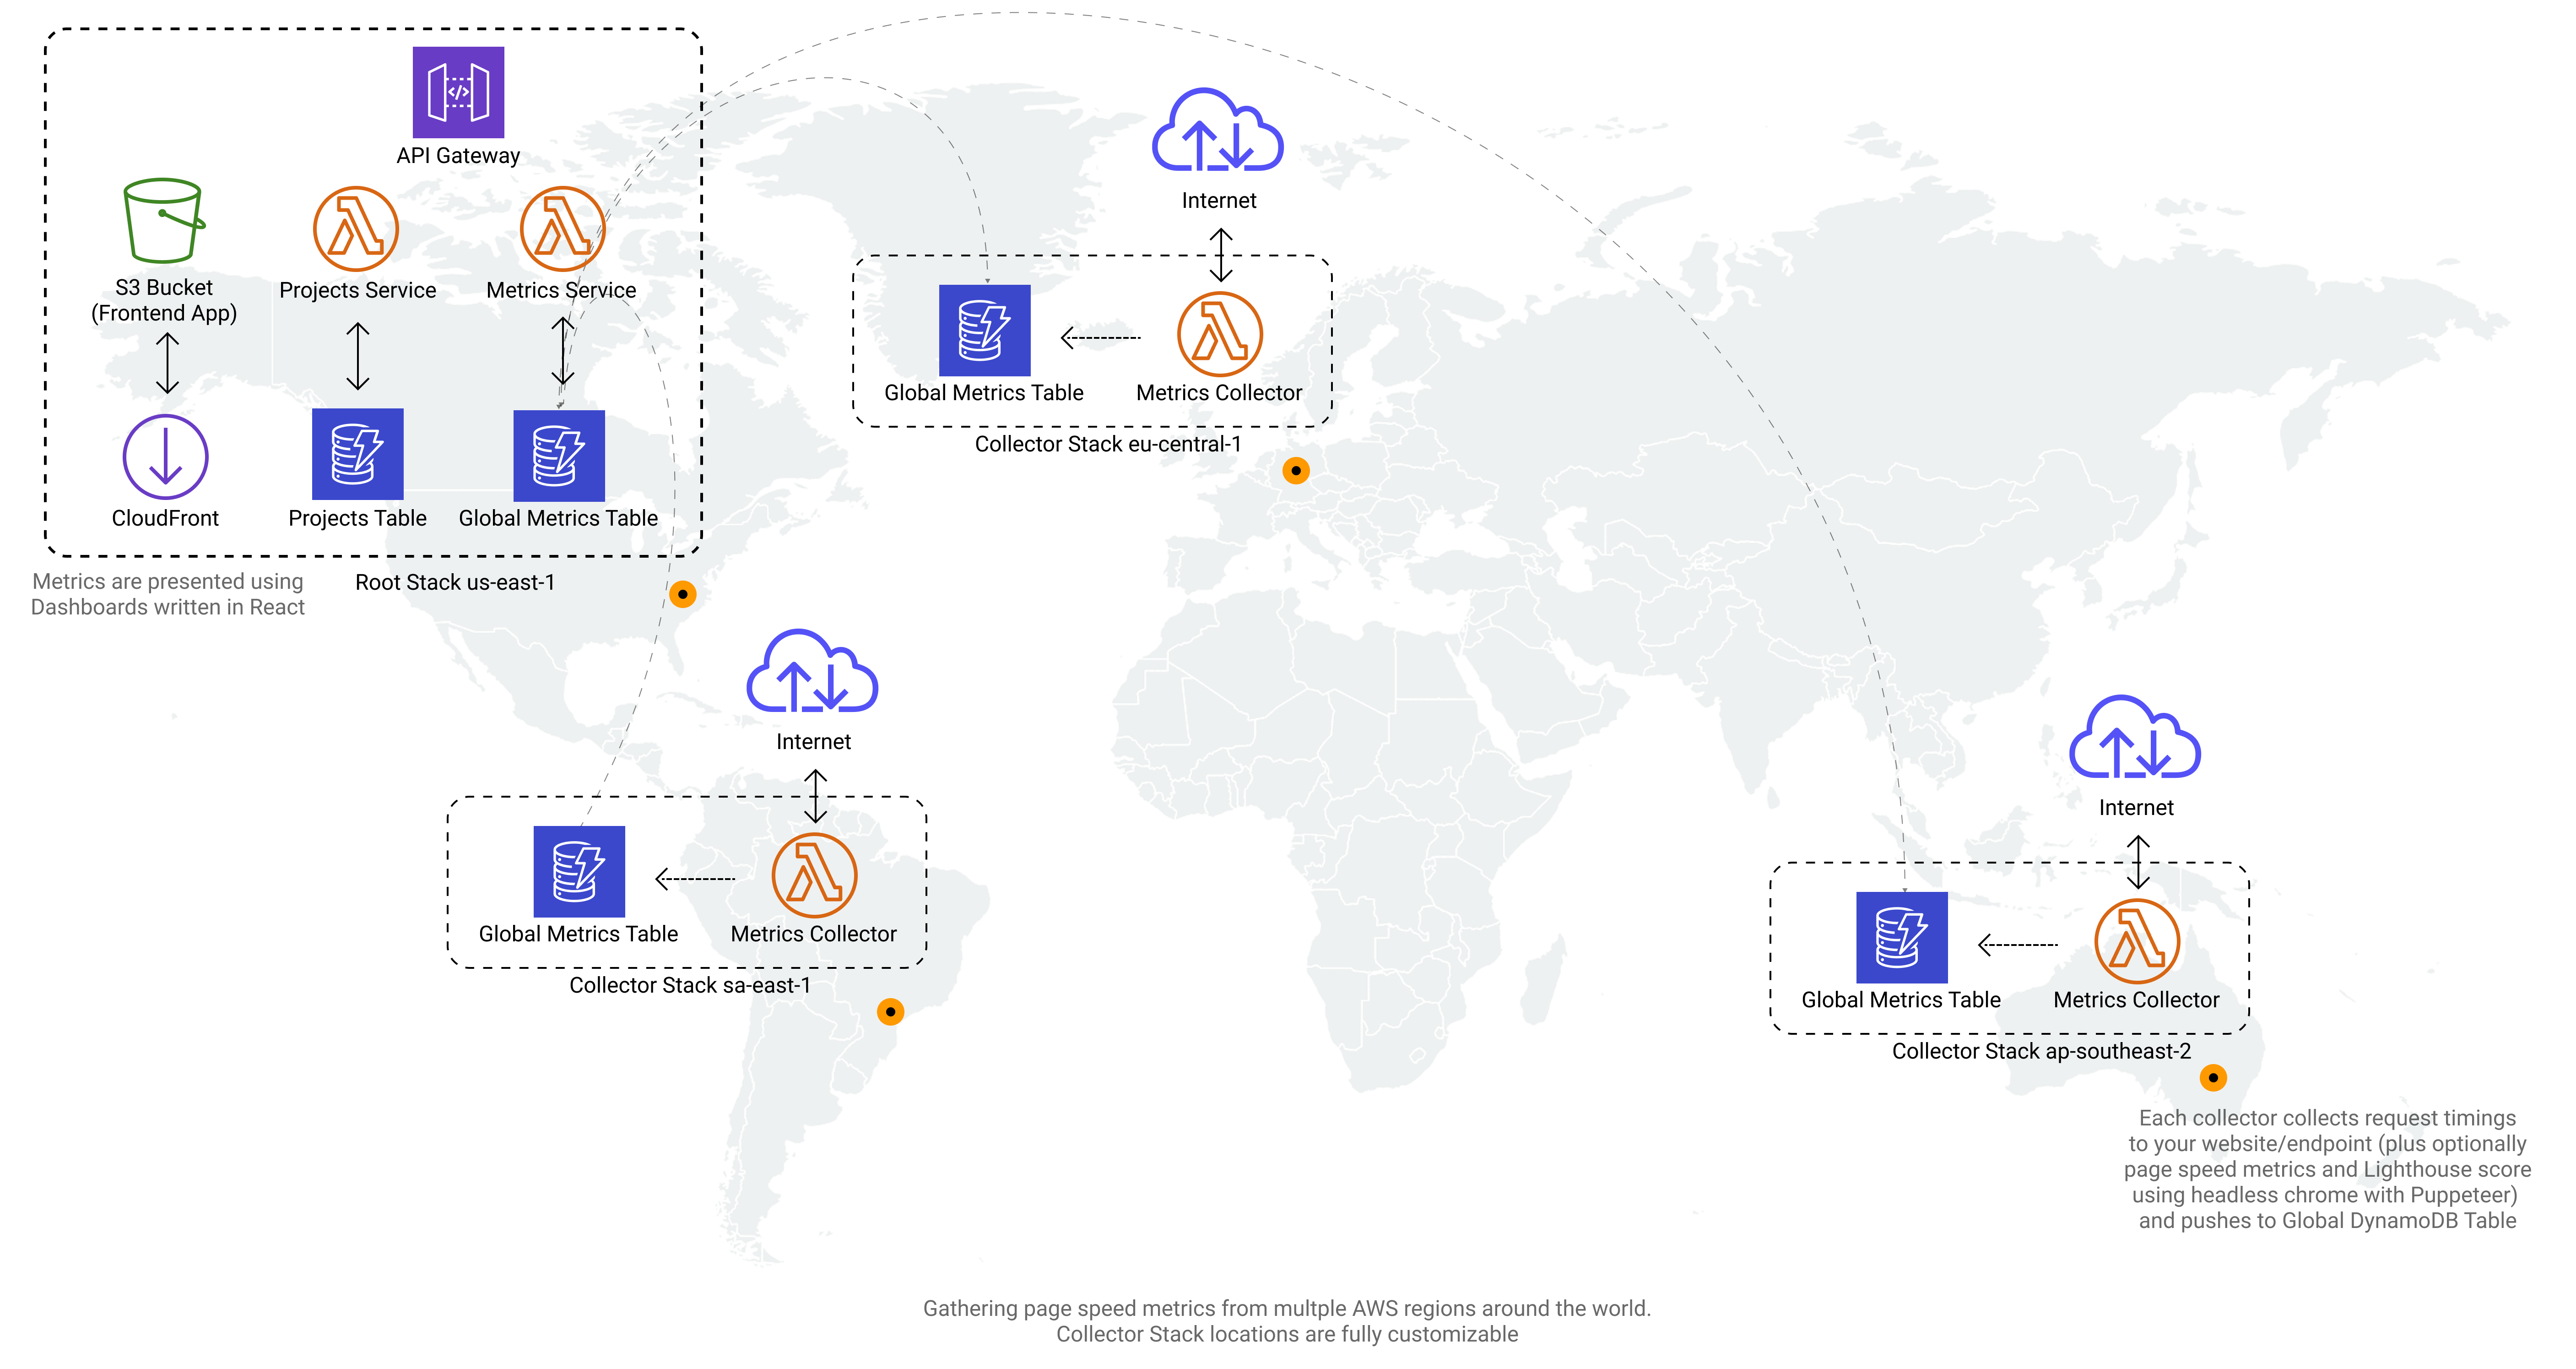 API Gateway
S3 Bucket
(Frontend App)
Projects Service
Metrics Service
CloudFront
Projects Table
Global Metrics Table
Root Stack us-east-1
Metrics are presented using
Dashboards written in React
Internet
Global Metrics Table
Metrics Collector
Collector Stack eu-central-1
Internet
Global Metrics Table
Metrics Collector
Collector Stack sa-east-1
Internet
Global Metrics Table
Metrics Collector
Collector Stack ap-southeast-2
Each collector collects request timings
to your website/endpoint (plus optionally
page speed metrics and Lighthouse score
using headless chrome with Puppeteer)
and pushes to Global DynamoDB Table
Gathering page speed metrics from multple AWS regions around the world.
Collector Stack locations are fully customizable